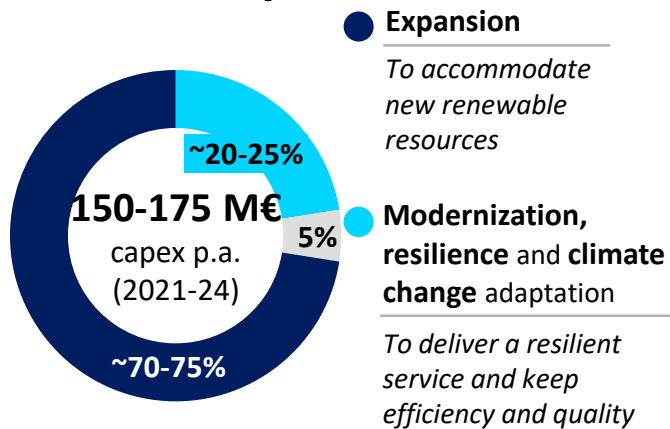 ~20-25%
150-175 M€
capex p.a.
(2021-24)
5%
~70-75%
Expansion
To accommodate
new renewable
resources
Modernization,
resilience and climate
change adaptation
To deliver a resilient
service and keep
efficiency and quality